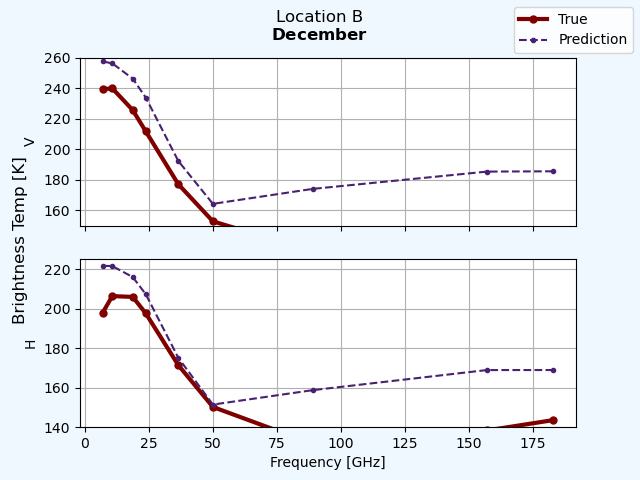 Location B
December
True
Prediction
260
240
220
200
180
160
V
Brightness Temp [K]
220
200
180
160
140
H
0
25
50
75
100
125
150
175
Frequency [GHz]